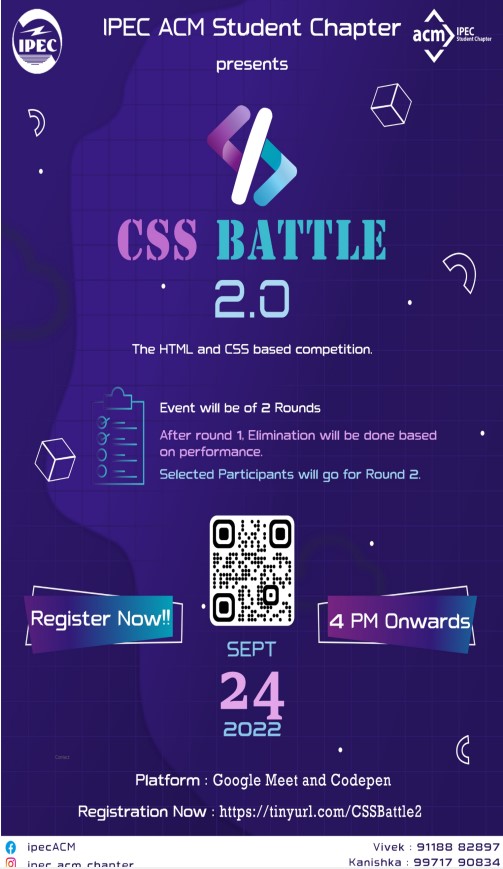 IPEC ACM Student Chapter
IPEC
acm IPEC
Student Chapter
presents
CSS BATTLE
2.0
The HTML and CSS based competition.
Event will be of 2 Rounds
After round 1, Elimination will be done based
on performance.
Selected Participants will go for Round 2.
Register Now!!
4 PM Onwards
SEPT
24
2022
Contact
Platform : Google Meet and Codepen
Registration Now : https://tinyurl.com/CSSBattle2
ipecACM
Vivek : 91188 82897
ipec_acm_chapter
Kanishka : 99717 90834